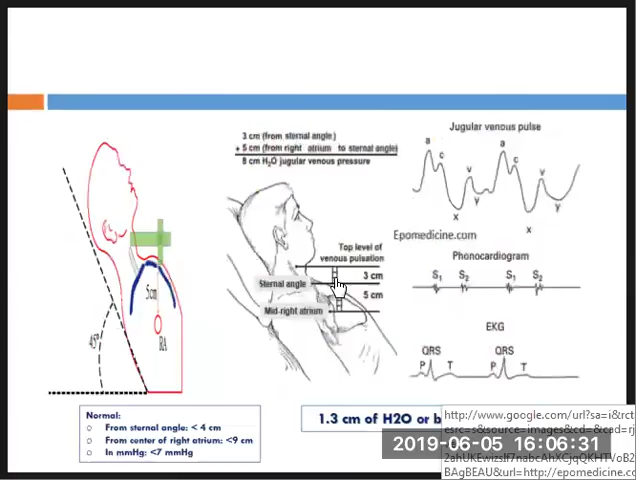 3 cm (from sternal angle)
+ 5 cm (from right atrium to sternal angle)
8 cm H2O jugular venous pressure
Jugular venous pulse
a
c
v
x
y
a
c
v
x
y
Epomedicine.com
Top level of
venous pulsation
3 cm
Sternal angle
5 cm
Mid-right atrium
5cm
RA
45°
Phonocardiogram
S1 S2 S1 S2
EKG
QRS QRS
P T P T
Normal:
From sternal angle: < 4 cm
From center of right atrium: <9 cm
In mmHg: <7 mmHg
1.3 cm of H2O or b
http://www.google.com/url?sa=i&rct
esrc=s&source=images&cd=&cad=rj
2019-06-05 16:06:31
BAgBEAU&url=http://epomedicine.c